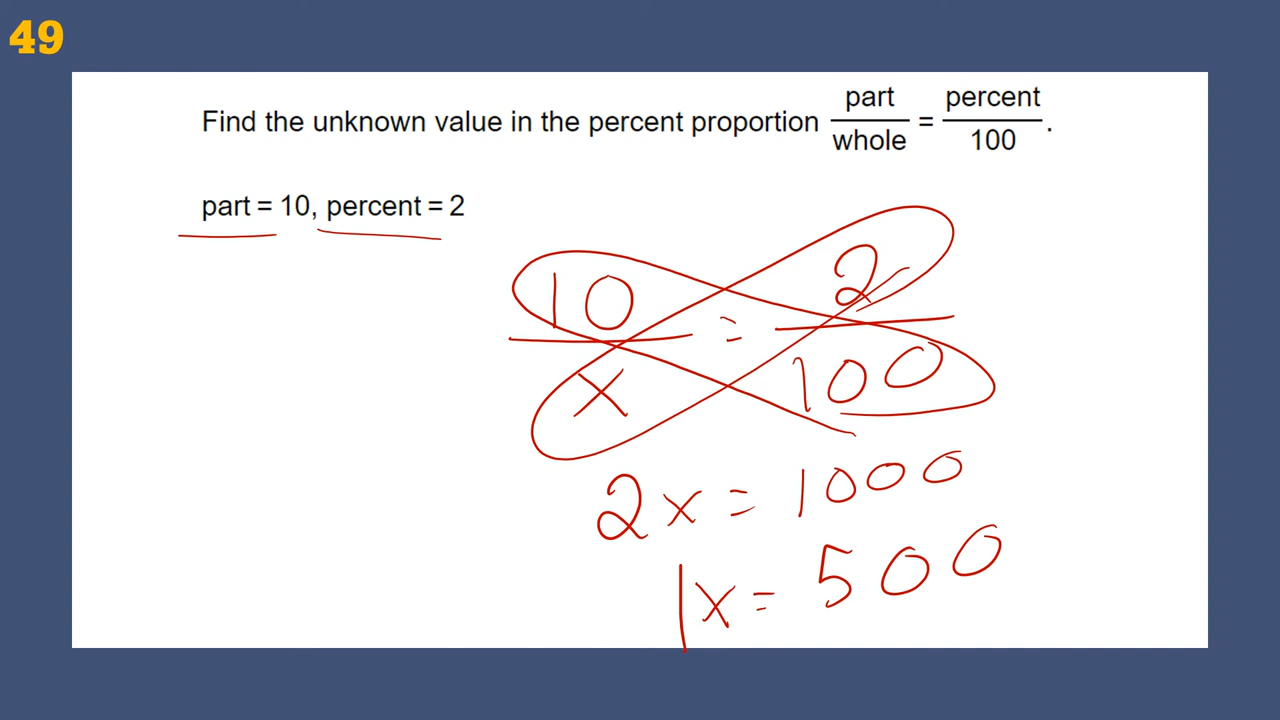 49
Find the unknown value in the percent proportion part/whole = percent/100.
part = 10, percent = 2
10/x = 2/100
2x = 1000
1x = 500